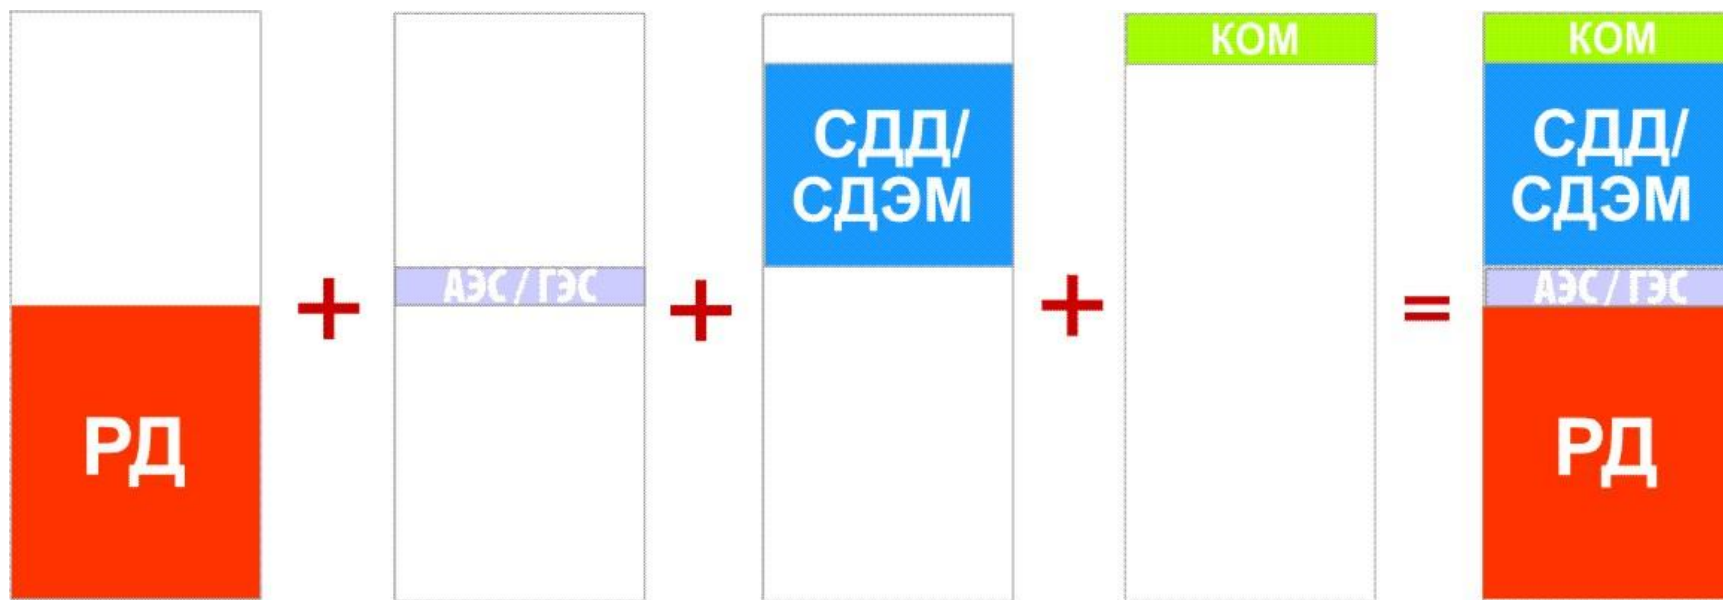 РД
+
АЭС / ГЭС
+
СДД/
СДЭМ
+
КОМ
=
КОМ
СДД/
СДЭМ
АЭС / ГЭС
РД